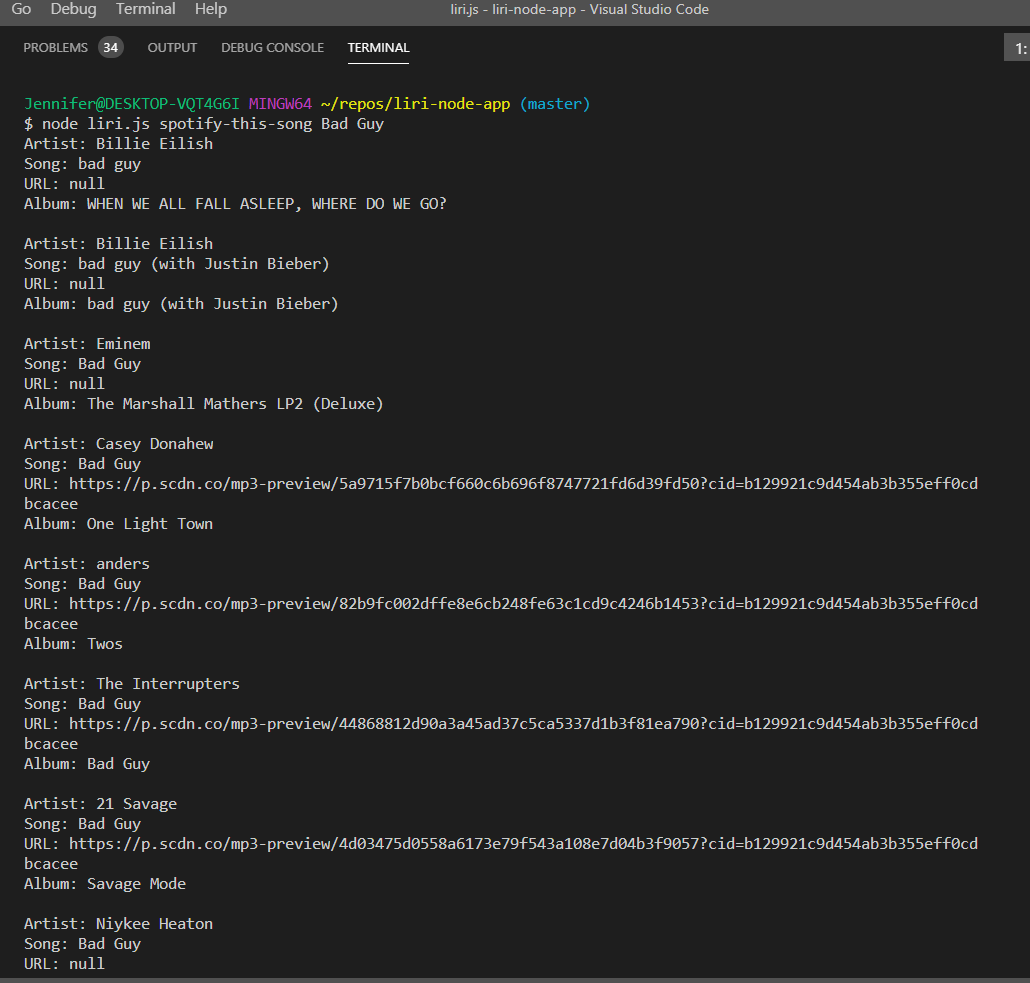 Go Debug Terminal Help liri.js - liri-node-app - Visual Studio Code
PROBLEMS 34 OUTPUT DEBUG CONSOLE TERMINAL 1:
Jennifer@DESKTOP-VQT4G6I MINGW64 ~/repos/liri-node-app (master)
$ node liri.js spotify-this-song Bad Guy
Artist: Billie Eilish
Song: bad guy
URL: null
Album: WHEN WE ALL FALL ASLEEP, WHERE DO WE GO?
Artist: Billie Eilish
Song: bad guy (with Justin Bieber)
URL: null
Album: bad guy (with Justin Bieber)
Artist: Eminem
Song: Bad Guy
URL: null
Album: The Marshall Mathers LP2 (Deluxe)
Artist: Casey Donahew
Song: Bad Guy
URL: https://p.scdn.co/mp3-preview/5a9715f7b0bcf660c6b696f8747721fd6d39fd50?cid=b129921c9d454ab3b355eff0cd
bcacee
Album: One Light Town
Artist: anders
Song: Bad Guy
URL: https://p.scdn.co/mp3-preview/82b9fc002dffe8e6cb248fe63c1cd9c4246b1453?cid=b129921c9d454ab3b355eff0cd
bcacee
Album: Twos
Artist: The Interrupters
Song: Bad Guy
URL: https://p.scdn.co/mp3-preview/44868812d90a3a45ad37c5ca5337d1b3f81ea790?cid=b129921c9d454ab3b355eff0cd
bcacee
Album: Bad Guy
Artist: 21 Savage
Song: Bad Guy
URL: https://p.scdn.co/mp3-preview/4d03475d0558a6173e79f543a108e7d04b3f9057?cid=b129921c9d454ab3b355eff0cd
bcacee
Album: Savage Mode
Artist: Niykee Heaton
Song: Bad Guy
URL: null